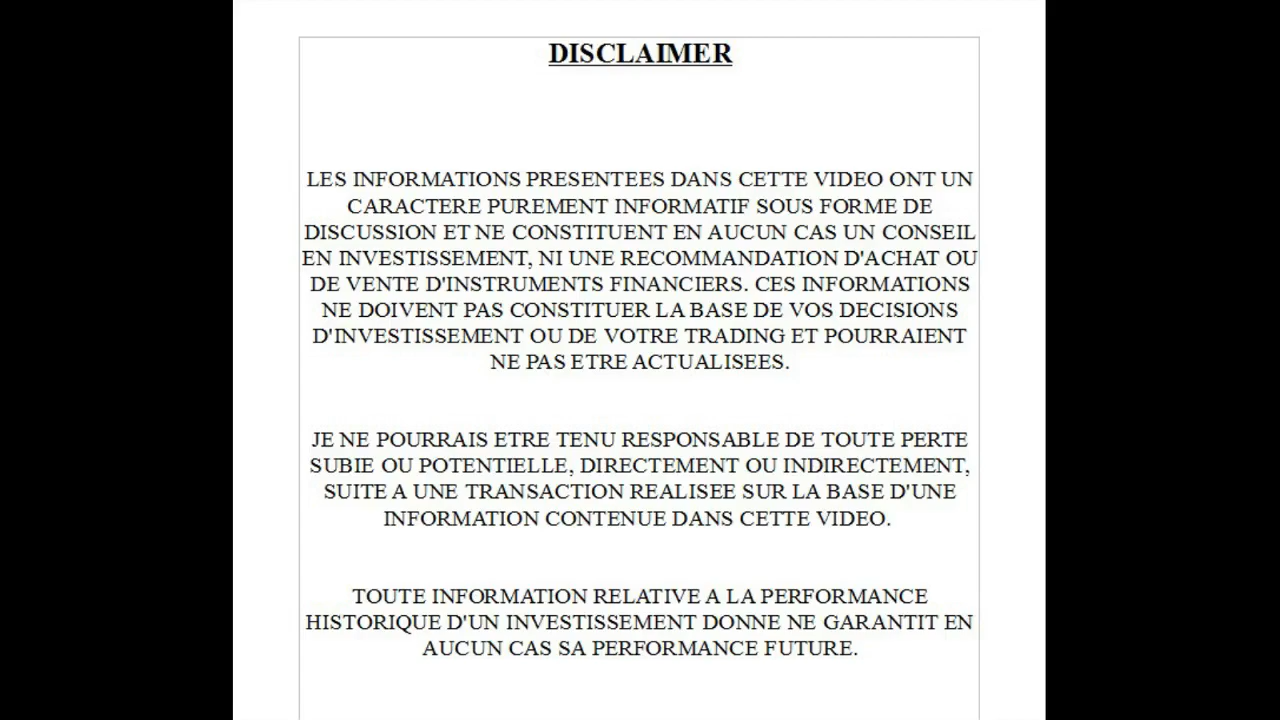 DISCLAIMER
LES INFORMATIONS PRESENTEES DANS CETTE VIDEO ONT UN
CARACTERE PUREMENT INFORMATIF SOUS FORME DE
DISCUSSION ET NE CONSTITUENT EN AUCUN CAS UN CONSEIL
EN INVESTISSEMENT, NI UNE RECOMMANDATION D'ACHAT OU
DE VENTE D'INSTRUMENTS FINANCIERS. CES INFORMATIONS
NE DOIVENT PAS CONSTITUER LA BASE DE VOS DECISIONS
D'INVESTISSEMENT OU DE VOTRE TRADING ET POURRAIENT
NE PAS ETRE ACTUALISEES.
JE NE POURRAIS ETRE TENU RESPONSABLE DE TOUTE PERTE
SUBIE OU POTENTIELLE, DIRECTEMENT OU INDIRECTEMENT,
SUITE A UNE TRANSACTION REALISEE SUR LA BASE D'UNE
INFORMATION CONTENUE DANS CETTE VIDEO.
TOUTE INFORMATION RELATIVE A LA PERFORMANCE
HISTORIQUE D'UN INVESTISSEMENT DONNE NE GARANTIT EN
AUCUN CAS SA PERFORMANCE FUTURE.